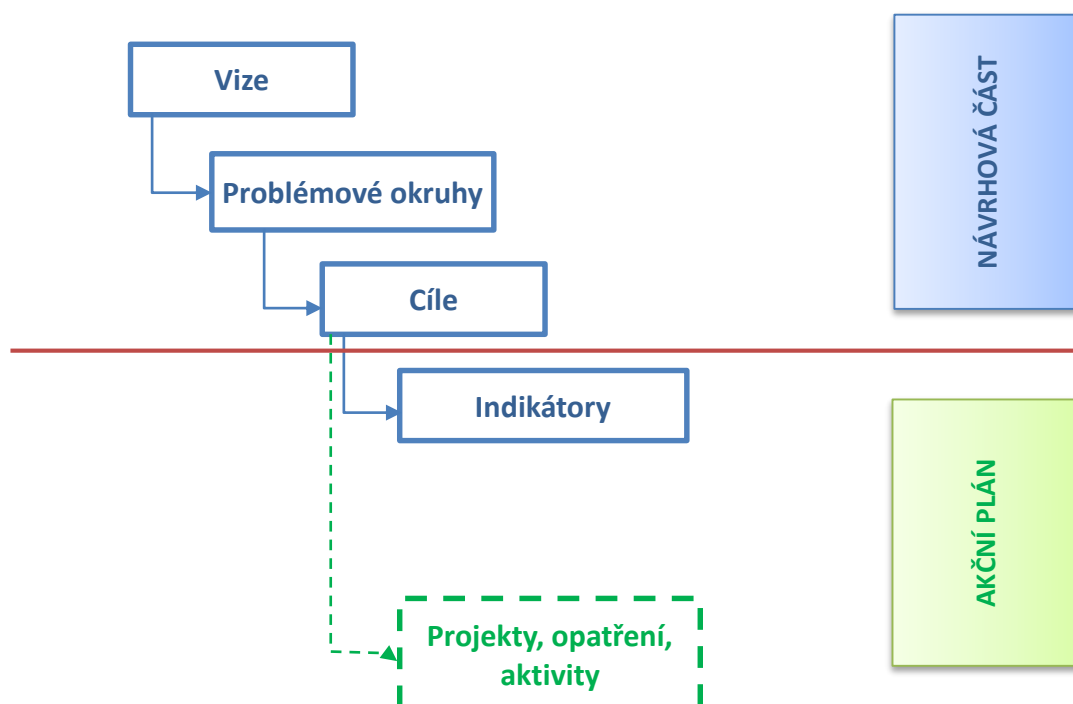 Vize
Problémové okruhy
Cíle
NÁVRHOVÁ ČÁST
Indikátory
AKČNÍ PLÁN
Projekty, opatření,
aktivity